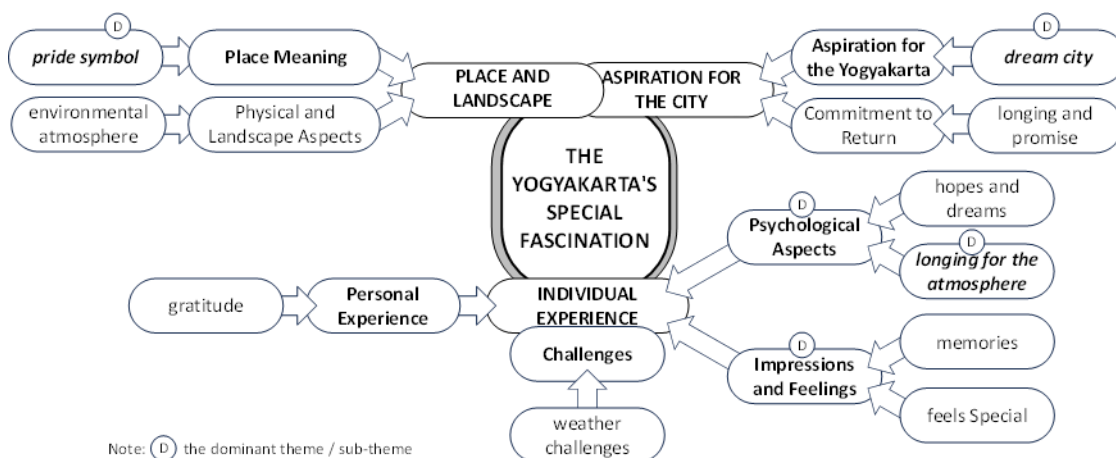 D
pride symbol
Place Meaning
environmental
atmosphere
Physical and
Landscape Aspects
PLACE AND
LANDSCAPE
ASPIRATION FOR
THE CITY
Aspiration for
the Yogyakarta
D
dream city
Commitment to
Return
longing and
promise
THE
YOGYAKARTA'S
SPECIAL
FASCINATION
D
Psychological
Aspects
hopes and
dreams
D
longing for the
atmosphere
gratitude
Personal
Experience
INDIVIDUAL
EXPERIENCE
Challenges
weather
challenges
D
Impressions
and Feelings
memories
feels Special
Note: D the dominant theme / sub-theme